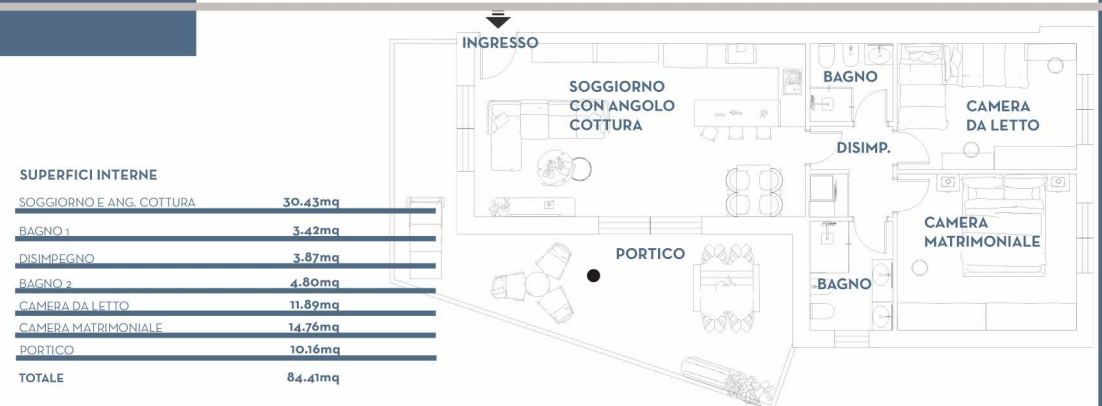 INGRESSO
SOGGIORNO
CON ANGOLO
COTTURA
BAGNO
CAMERA
DA LETTO
DISIMP.
CAMERA
MATRIMONIALE
PORTICO
BAGNO
SUPERFICI INTERNE
SOGGIORNO E ANG. COTTURA 30.43mq
BAGNO 1 3.42mq
DISIMPEGNO 3.87mq
BAGNO 2 4.80mq
CAMERA DA LETTO 11.89mq
CAMERA MATRIMONIALE 14.76mq
PORTICO 10.16mq
TOTALE 84.41mq